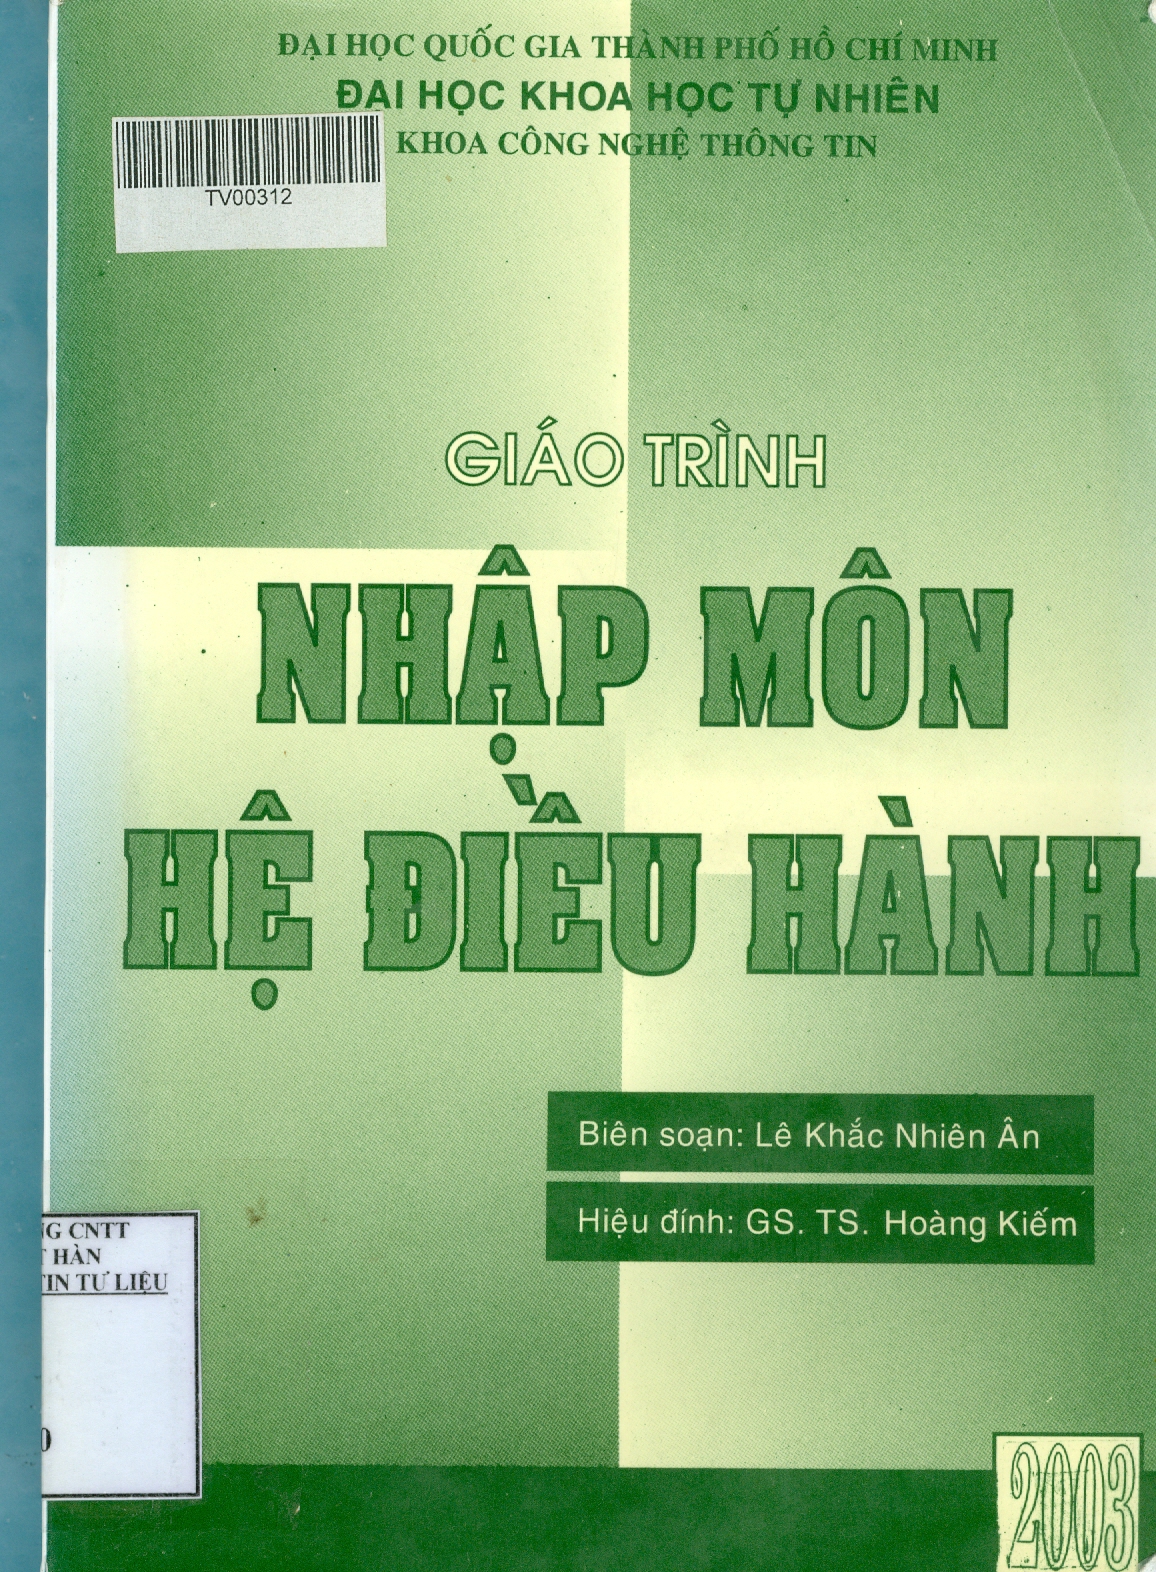 ĐẠI HỌC QUỐC GIA THÀNH PHỐ HỒ CHÍ MINH
ĐẠI HỌC KHOA HỌC TỰ NHIÊN
KHOA CÔNG NGHỆ THÔNG TIN
TV00312
GIÁO TRÌNH
NHẬP MÔN
HỆ ĐIỀU HÀNH
Biên soạn: Lê Khắc Nhiên Ân
Hiệu đính: GS. TS. Hoàng Kiếm
NG CNTT
T HÀN
TIN TƯ LIỆU
0
2003